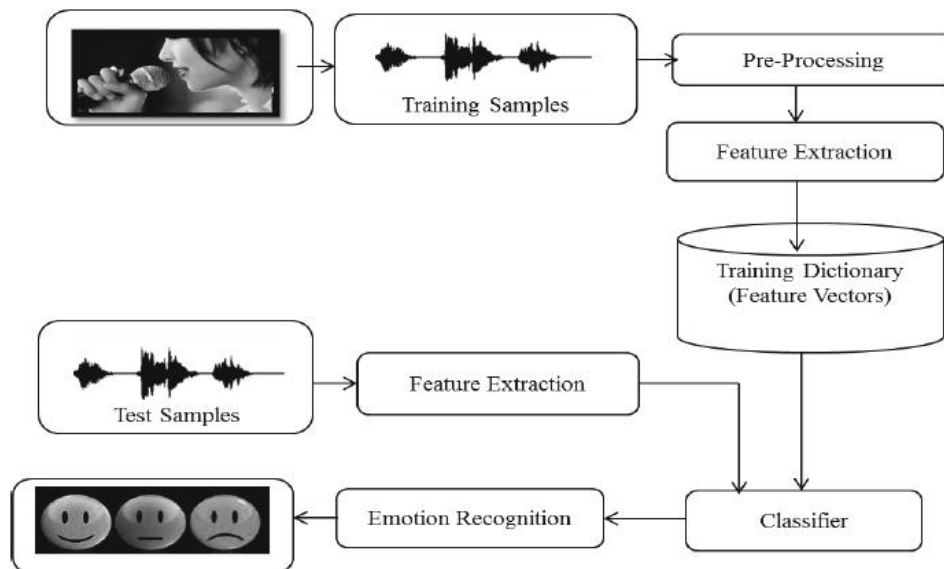 Training Samples
Pre-Processing
Feature Extraction
Training Dictionary
(Feature Vectors)
Test Samples
Feature Extraction
Emotion Recognition
Classifier